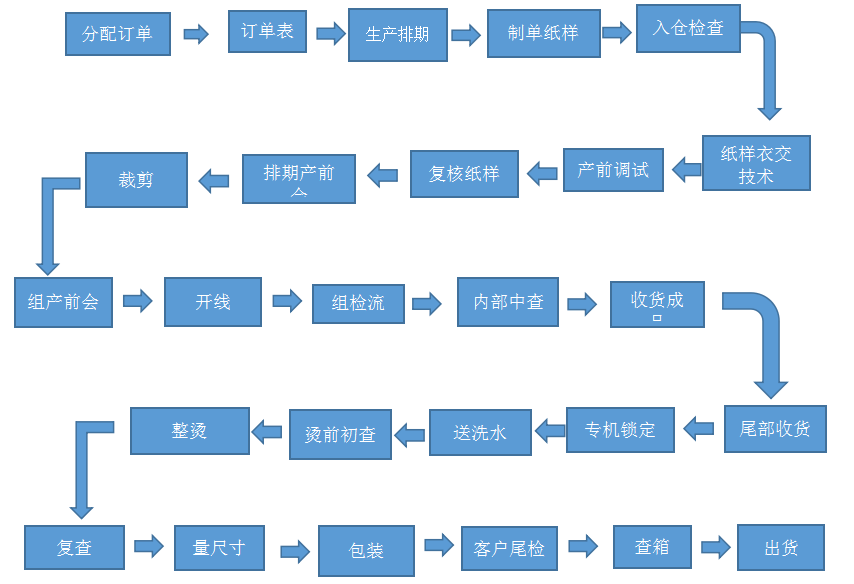 分配订单
订单表
生产排期
制单纸样
入仓检查
纸样衣交
技术
产前调试
复核纸样
排期产前
裁剪
组产前会
开线
组检流
内部中查
收货成
尾部收货
专机锁定
送洗水
烫前初查
整烫
复查
量尺寸
包装
客户尾检
查箱
出货